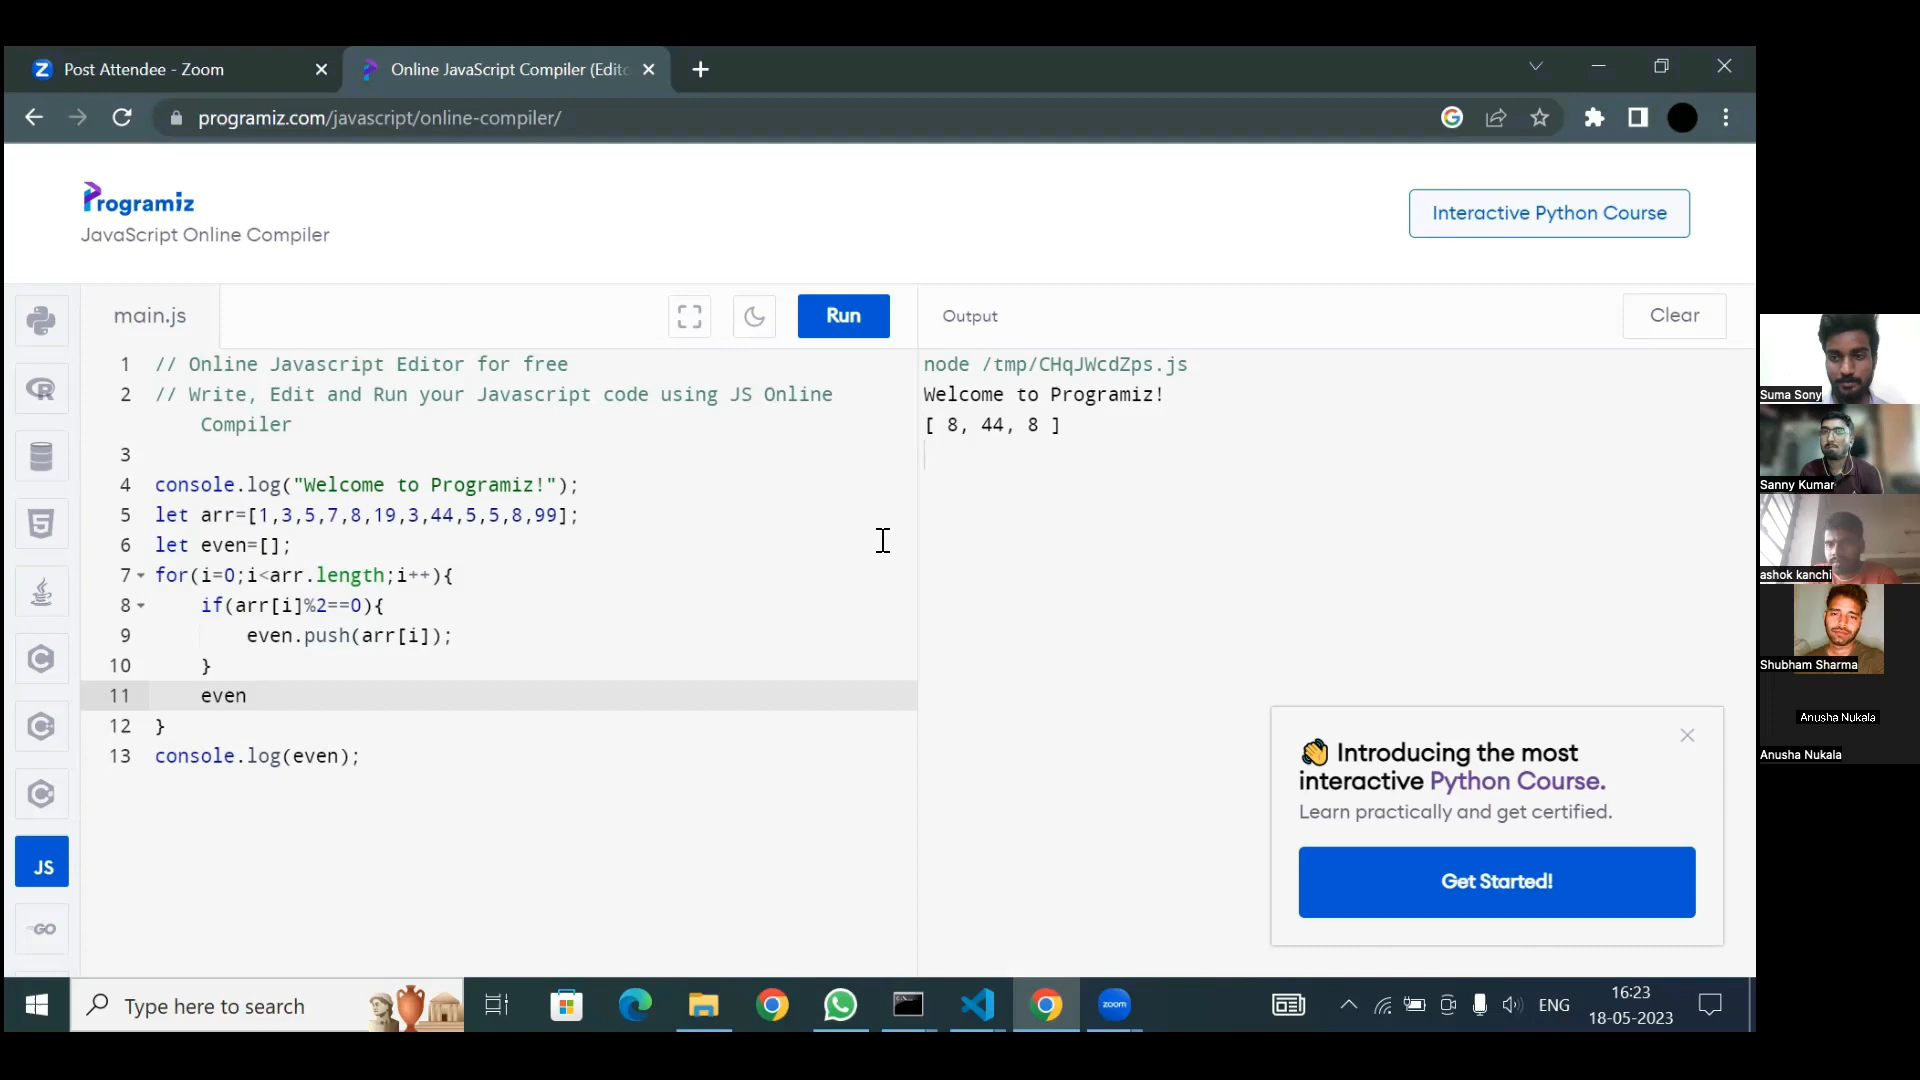 Post Attendee - Zoom
Online JavaScript Compiler (Edito
programiz.com/javascript/online-compiler/
Programiz
JavaScript Online Compiler
Interactive Python Course
main.js
Run
Output
Clear
1 // Online Javascript Editor for free
2 // Write, Edit and Run your Javascript code using JS Online
Compiler
3
4 console.log("Welcome to Programiz!");
5 let arr=[1,3,5,7,8,19,3,44,5,5,8,99];
6 let even=[];
7 for(i=0;i<arr.length;i++){
8 if(arr[i]%2==0){
9 even.push(arr[i]);
10 }
11 even
12 }
13 console.log(even);
node /tmp/CHqJWcdZps.js
Welcome to Programiz!
[ 8, 44, 8 ]
👋 Introducing the most
interactive Python Course.
Learn practically and get certified.
Get Started!
JS
GO
Suma Sony
Sanny Kumar
ashok kanchi
Shubham Sharma
Anusha Nukala
Anusha Nukala
Type here to search
zoom
ENG
16:23
18-05-2023